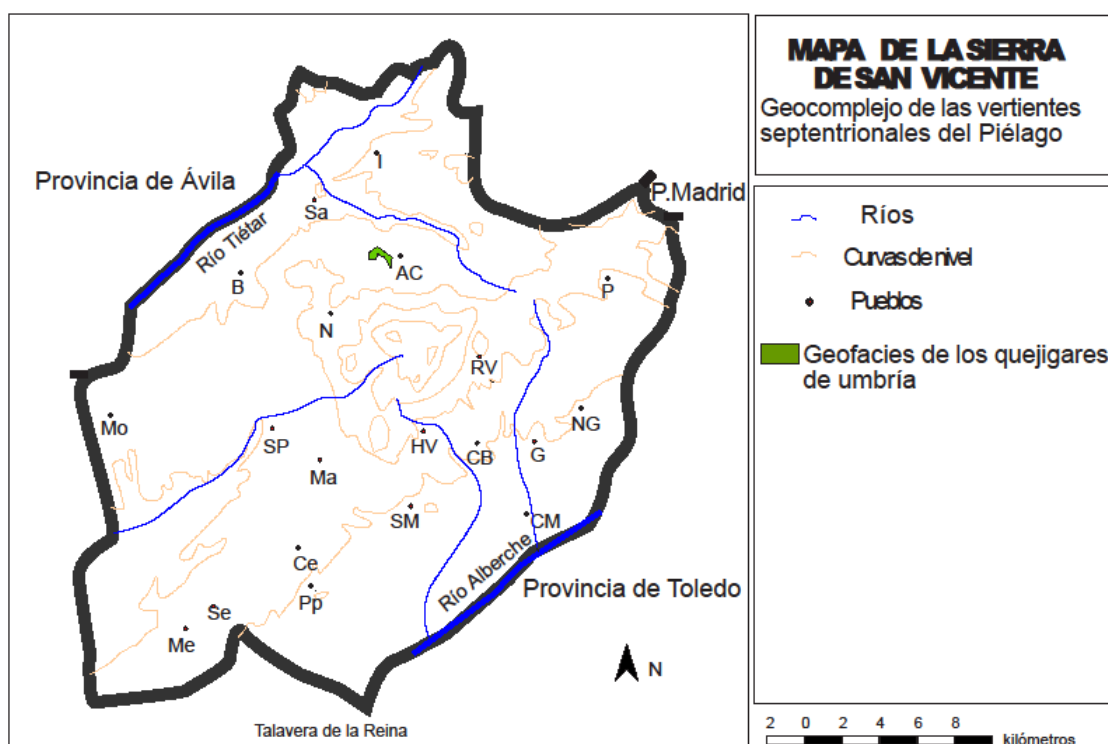 MAPA DE LA SIERRA
DE SAN VICENTE
Geocomplejo de las vertientes
septentrionales del Piélago
Ríos
Curvas de nivel
Pueblos
Geofacies de los quejigares
de umbría
2 0 2 4 6 8
kilómetros
Provincia de Ávila
P.Madrid
Río Tiétar
I
Sa
AC
B
P
N
RV
Mo
NG
SP
HV
CB
G
Ma
SM
CM
Ce
Río Alberche
Provincia de Toledo
Pp
Se
Me
N
Talavera de la Reina